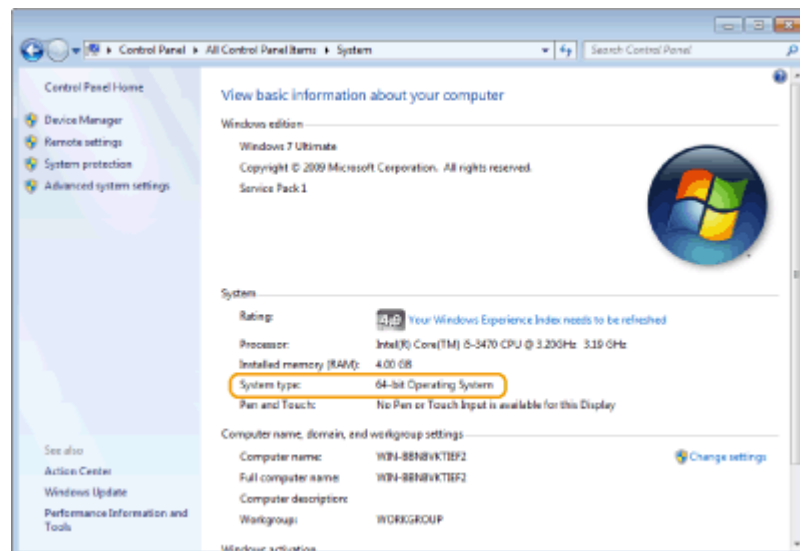 Control Panel ▸ All Control Panel Items ▸ System
Search Control Panel
Control Panel Home
Device Manager
Remote settings
System protection
Advanced system settings
See also
Action Center
Windows Update
Performance Information and
Tools
View basic information about your computer
Windows edition
Windows 7 Ultimate
Copyright © 2009 Microsoft Corporation. All rights reserved.
Service Pack 1
System
Rating:
Your Windows Experience Index needs to be refreshed
Processor: Intel(R) Core(TM) i5-3470 CPU @ 3.20GHz 3.19 GHz
Installed memory (RAM): 4.00 GB
System type: 64-bit Operating System
Pen and Touch: No Pen or Touch Input is available for this Display
Computer name, domain, and workgroup settings
Computer name: WIN-88N8VKTIEF2
Change settings
Full computer name: WIN-88N8VKTIEF2
Computer description:
Workgroup: WORKGROUP
Windows activation